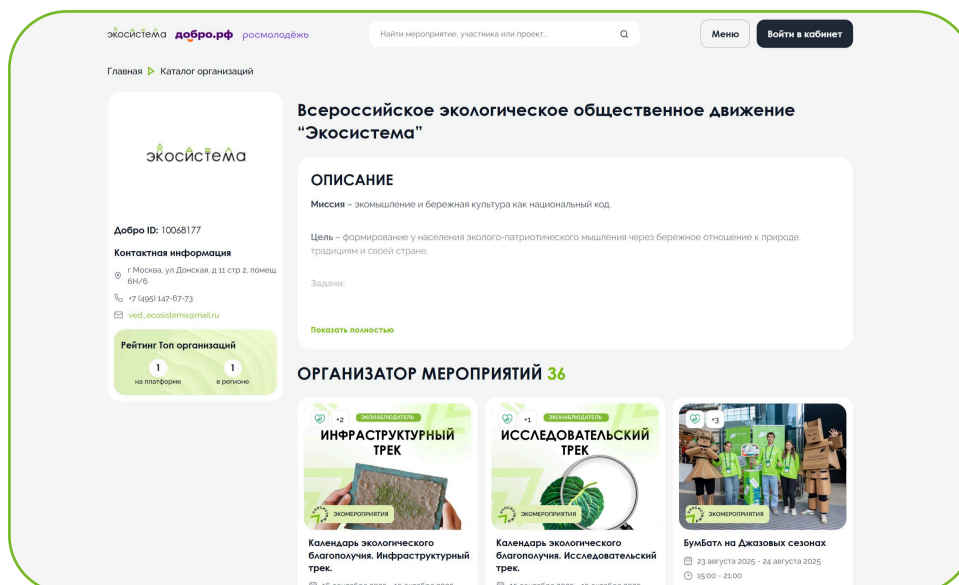 экосистема добро.рф росмолодёжь
Найти мероприятие, участника или проект...
Меню
Войти в кабинет
Главная
Каталог организаций
экосистема
Добро ID: 10068177
Контактная информация
г Москва, ул Донская, д 11 стр 2, помещ
6Н/6
+7 (495) 147-67-73
ved_ecosistema@mail.ru
Рейтинг Топ организаций
1
на платформе
1
в регионе
Всероссийское экологическое общественное движение
“Экосистема”
ОПИСАНИЕ
Миссия – экомышление и бережная культура как национальный код.
Цель – формирование у населения эколого-патриотического мышления через бережное отношение к природе,
традициям и своей стране.
Задачи:
Показать полностью
ОРГАНИЗАТОР МЕРОПРИЯТИЙ 36
+2
ЭКОНАБЛЮДАТЕЛЬ
ИНФРАСТРУКТУРНЫЙ
ТРЕК
ЭКОМЕРОПРИЯТИЯ
Календарь экологического
благополучия. Инфраструктурный
трек.
+1
ЭКОНАБЛЮДАТЕЛЬ
ИССЛЕДОВАТЕЛЬСКИЙ
ТРЕК
ЭКОМЕРОПРИЯТИЯ
Календарь экологического
благополучия. Исследовательский
трек.
+3
ЭКОМЕРОПРИЯТИЯ
БумБатл на Джазовых сезонах
23 августа 2025 - 24 августа 2025
15:00 - 21:00